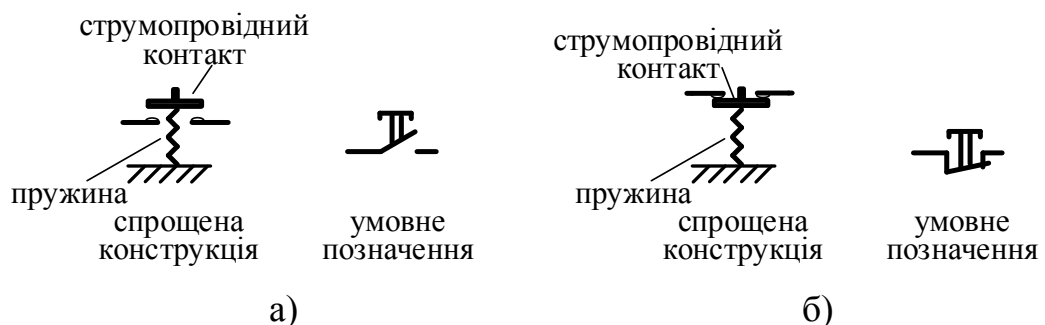 струмопровідний
контакт
пружина
спрощена
конструкція
умовне
позначення
а)
струмопровідний
контакт
пружина
спрощена
конструкція
умовне
позначення
б)